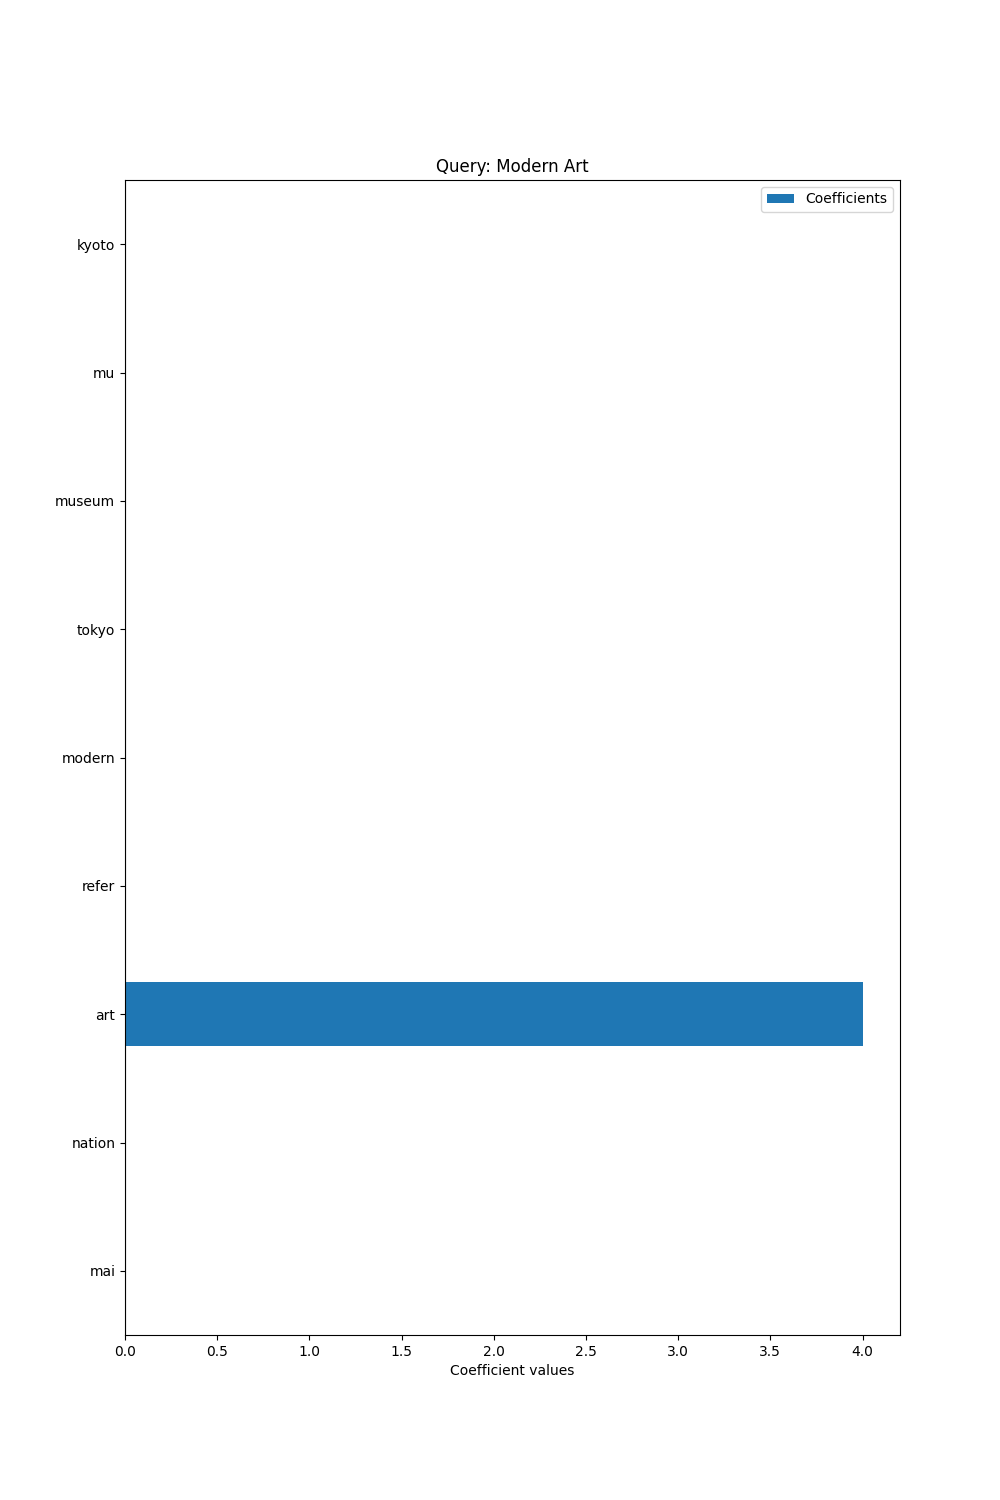 Query: Modern Art
Coefficients
kyoto
mu
museum
tokyo
modern
refer
art
nation
mai
0.0 0.5 1.0 1.5 2.0 2.5 3.0 3.5 4.0
Coefficient values